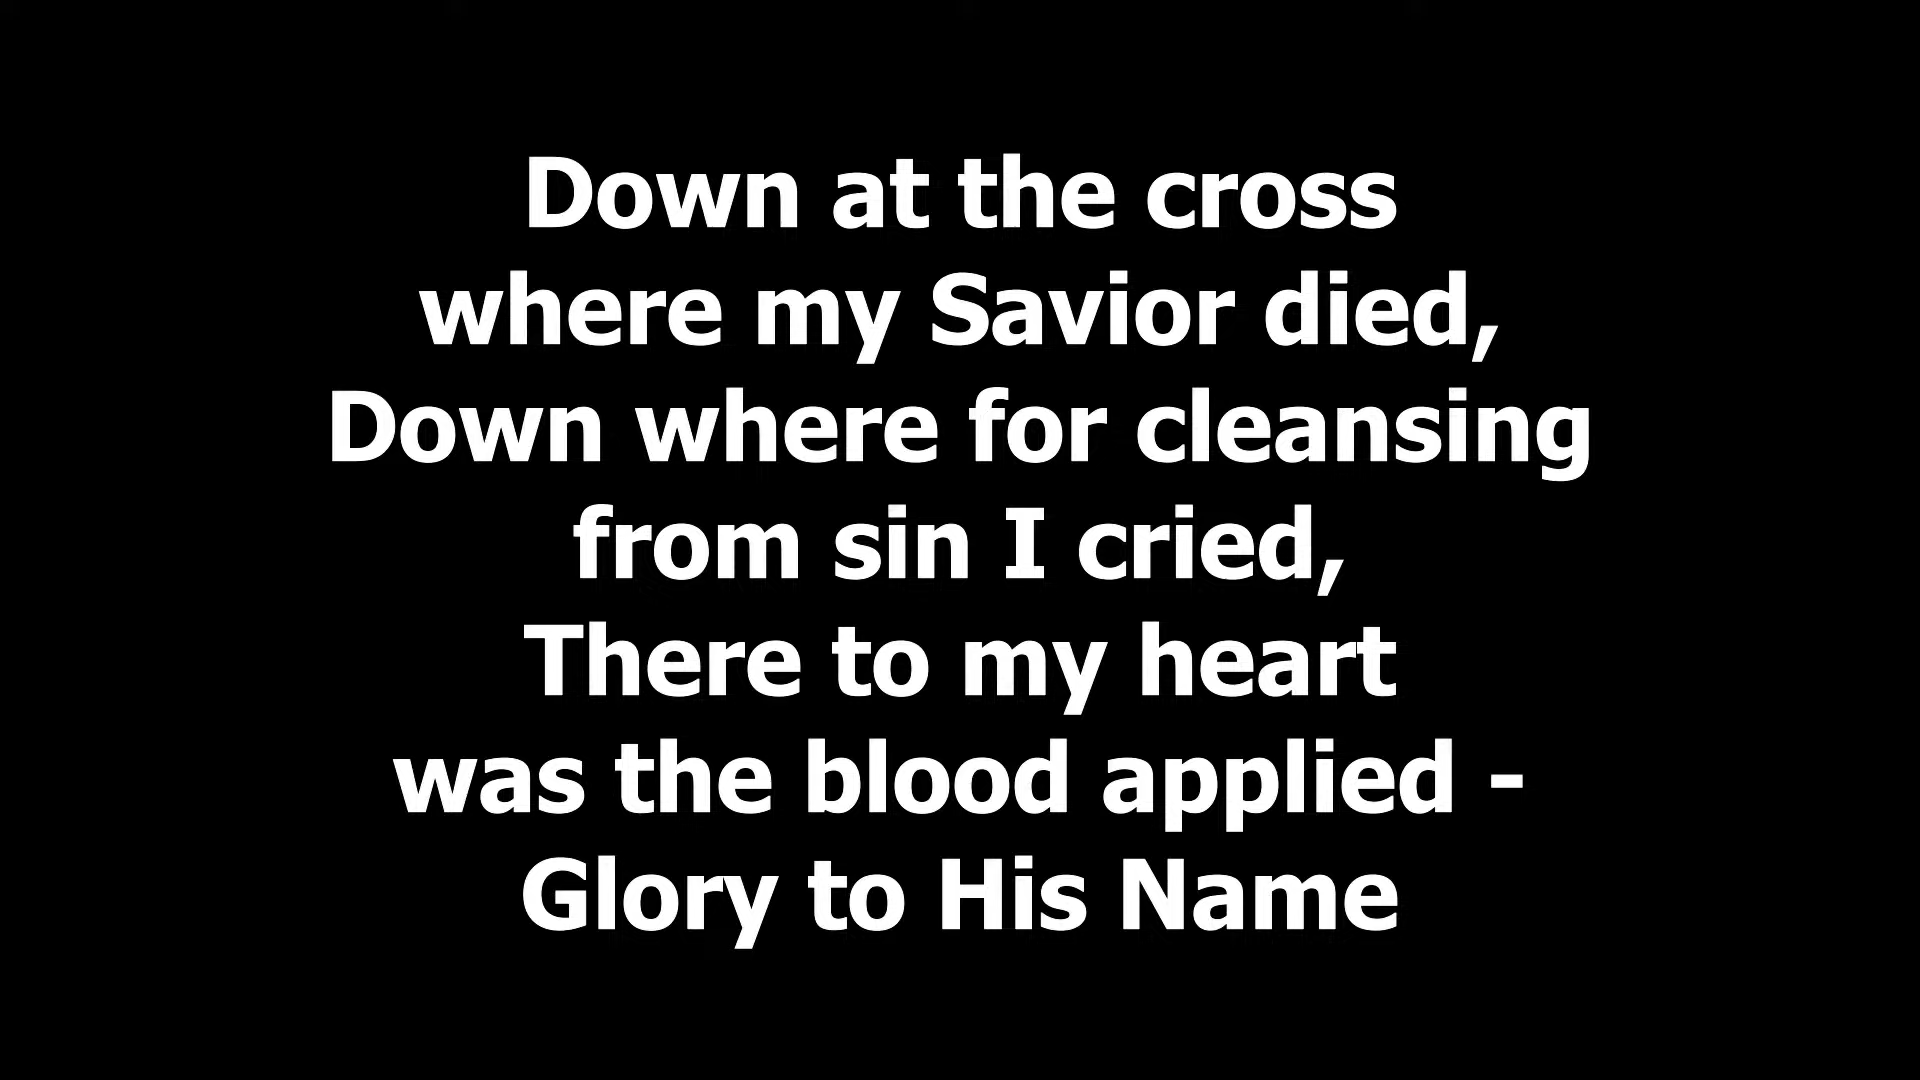 Down at the cross
where my Savior died,
Down where for cleansing
from sin I cried,
There to my heart
was the blood applied -
Glory to His Name